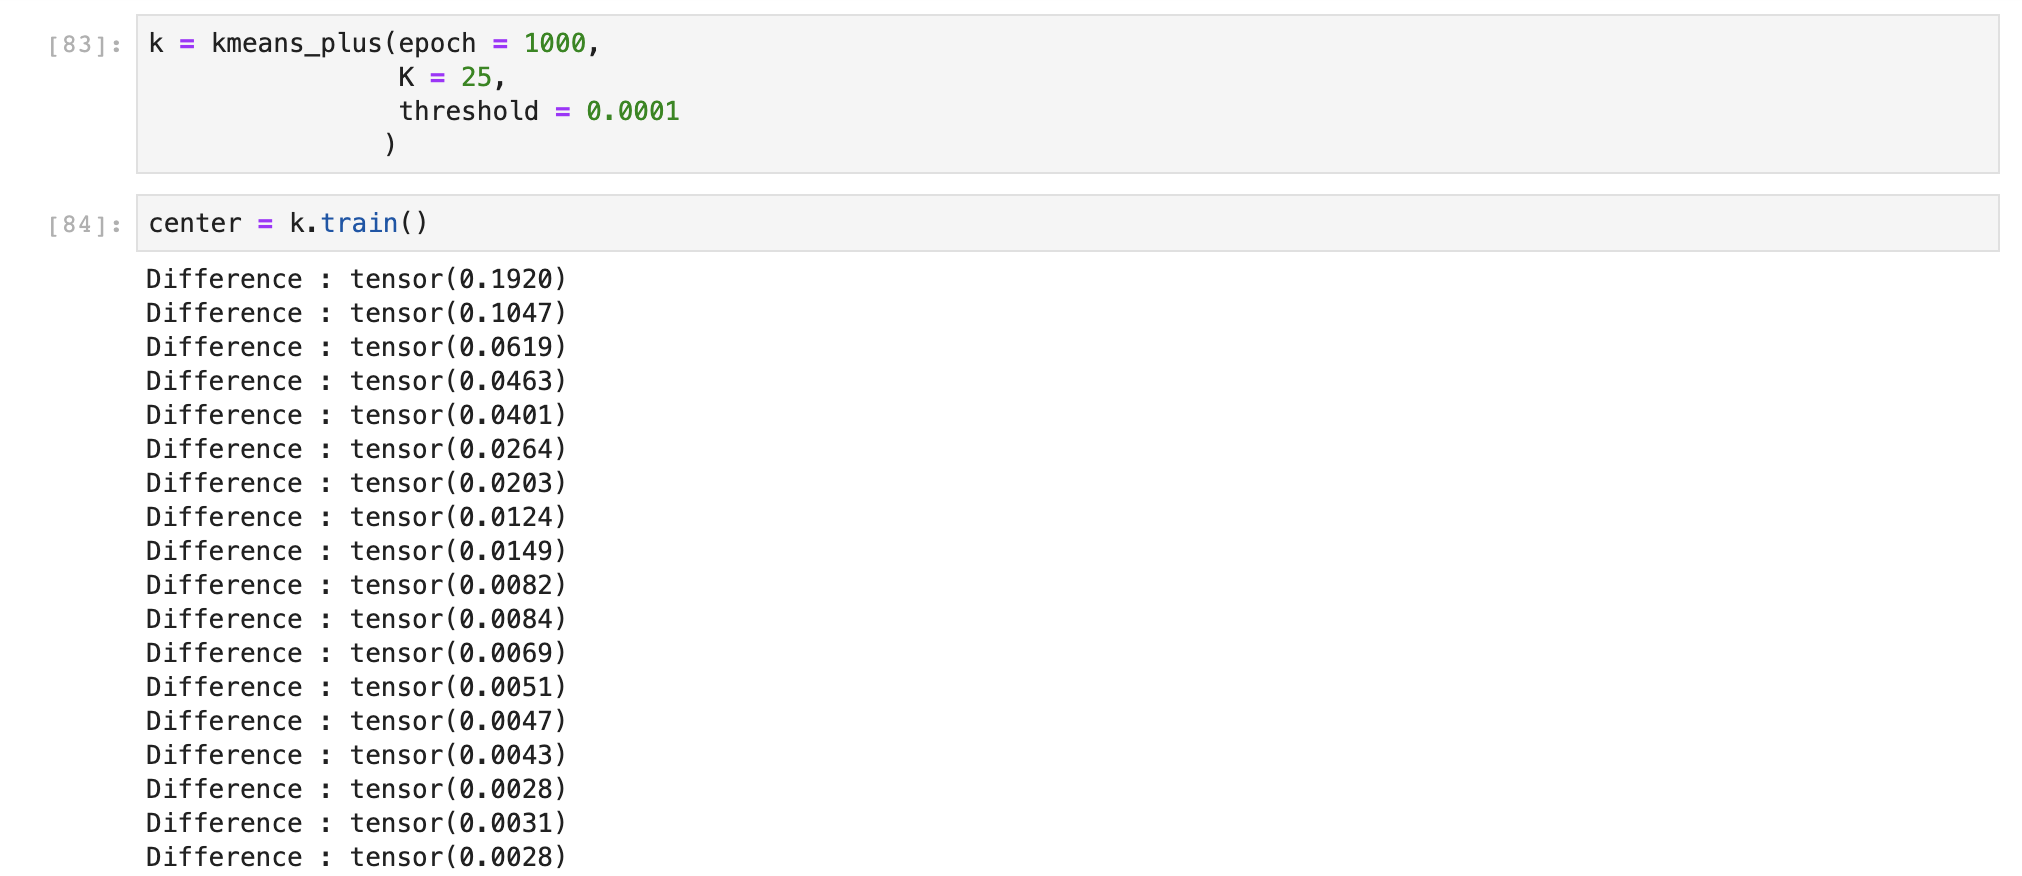 [83]: k = kmeans_plus(epoch = 1000,
K = 25,
threshold = 0.0001
)
[84]: center = k.train()
Difference : tensor(0.1920)
Difference : tensor(0.1047)
Difference : tensor(0.0619)
Difference : tensor(0.0463)
Difference : tensor(0.0401)
Difference : tensor(0.0264)
Difference : tensor(0.0203)
Difference : tensor(0.0124)
Difference : tensor(0.0149)
Difference : tensor(0.0082)
Difference : tensor(0.0084)
Difference : tensor(0.0069)
Difference : tensor(0.0051)
Difference : tensor(0.0047)
Difference : tensor(0.0043)
Difference : tensor(0.0028)
Difference : tensor(0.0031)
Difference : tensor(0.0028)